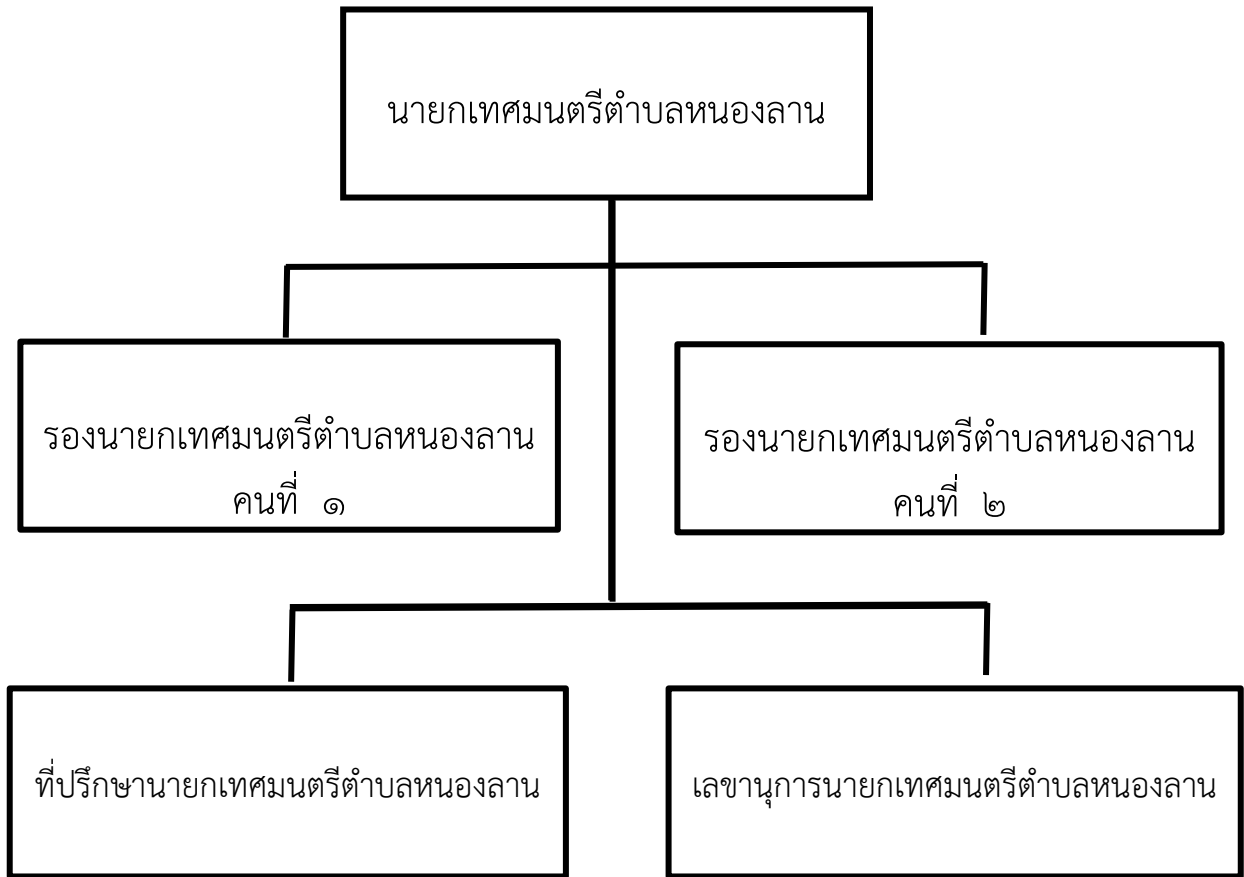 นายกเทศมนตรีตำบลหนองลาน
รองนายกเทศมนตรีตำบลหนองลาน
คนที่ ๑
รองนายกเทศมนตรีตำบลหนองลาน
คนที่ ๒
ที่ปรึกษานายกเทศมนตรีตำบลหนองลาน
เลขานุการนายกเทศมนตรีตำบลหนองลาน